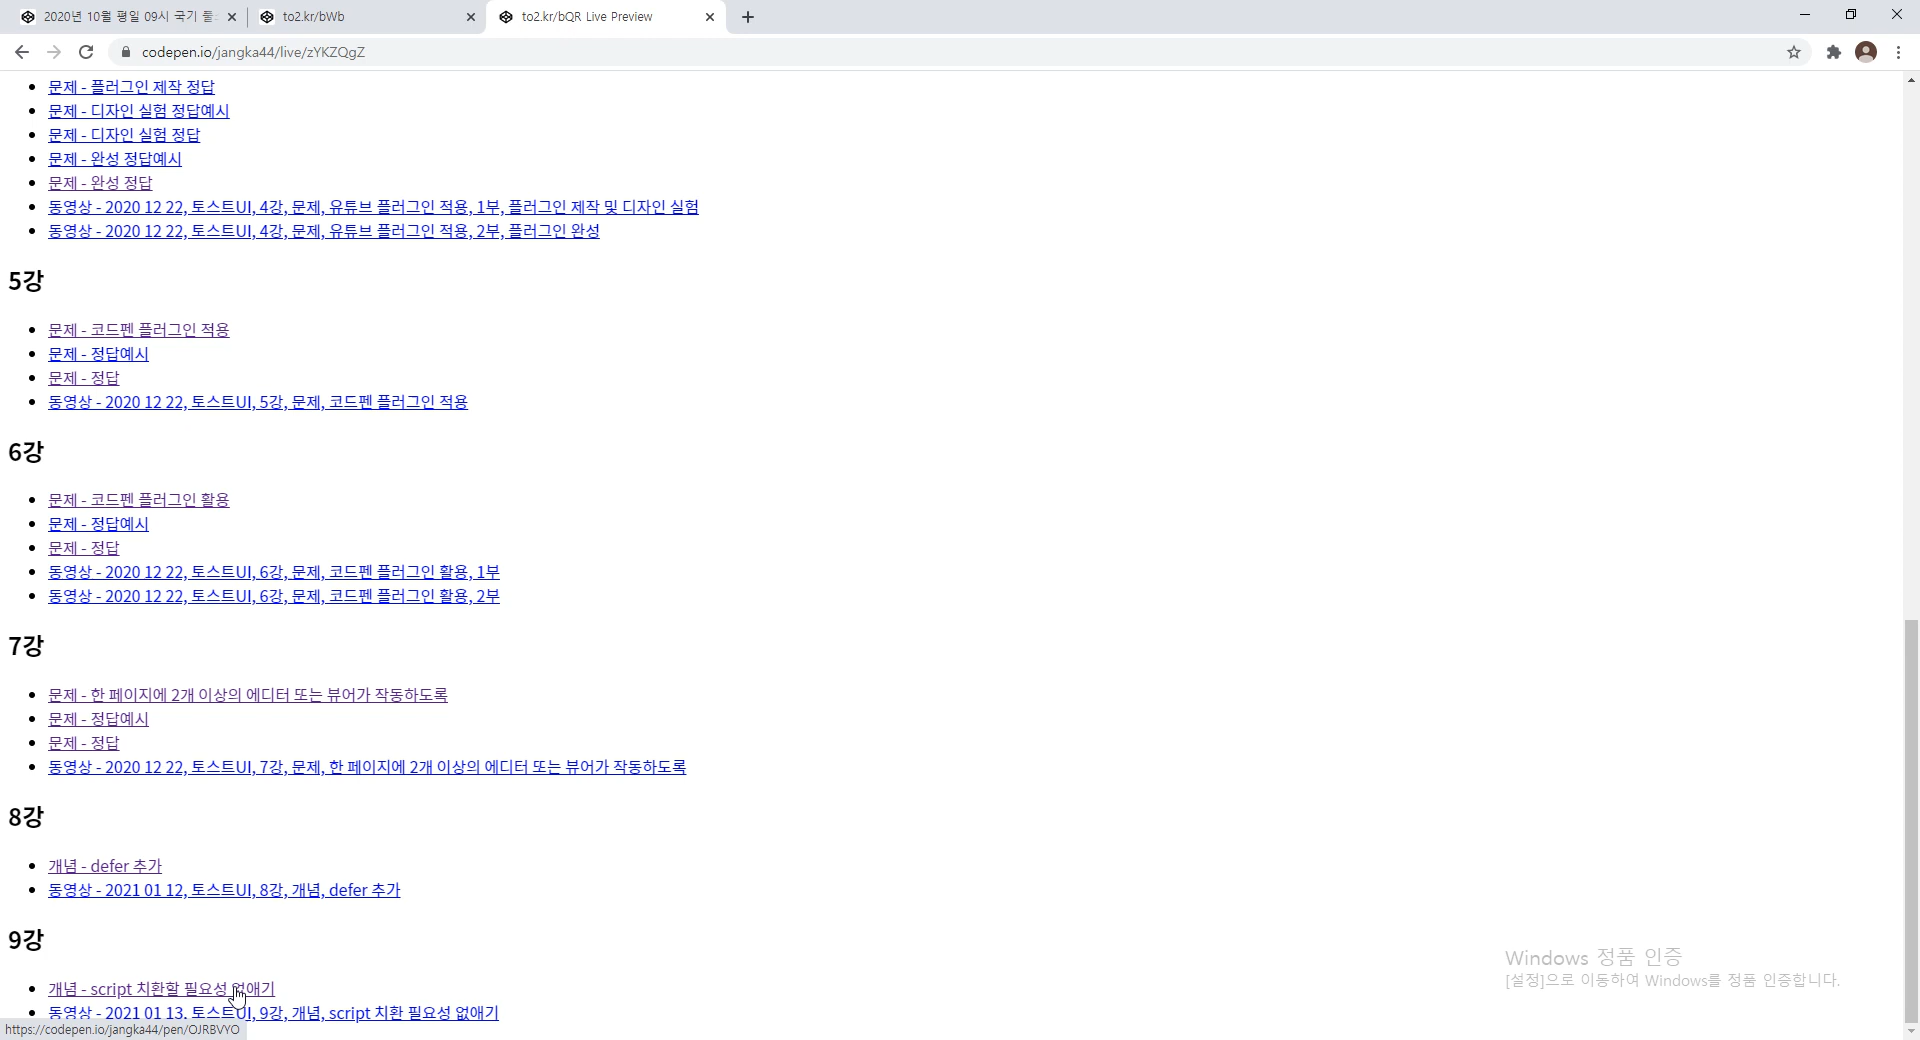 2020년 10월 평일 09시 국기
to2.kr/bWb
to2.kr/bQR Live Preview
codepen.io/jangka44/live/zYKZQgZ
문제 - 플러그인 제작 정답
문제 - 디자인 실험 정답예시
문제 - 디자인 실험 정답
문제 - 완성 정답예시
문제 - 완성 정답
동영상 - 2020 12 22, 토스트UI, 4강, 문제, 유튜브 플러그인 적용, 1부, 플러그인 제작 및 디자인 실험
동영상 - 2020 12 22, 토스트UI, 4강, 문제, 유튜브 플러그인 적용, 2부, 플러그인 완성
5강
문제 - 코드펜 플러그인 적용
문제 - 정답예시
문제 - 정답
동영상 - 2020 12 22, 토스트UI, 5강, 문제, 코드펜 플러그인 적용
6강
문제 - 코드펜 플러그인 활용
문제 - 정답예시
문제 - 정답
동영상 - 2020 12 22, 토스트UI, 6강, 문제, 코드펜 플러그인 활용, 1부
동영상 - 2020 12 22, 토스트UI, 6강, 문제, 코드펜 플러그인 활용, 2부
7강
문제 - 한 페이지에 2개 이상의 에디터 또는 뷰어가 작동하도록
문제 - 정답예시
문제 - 정답
동영상 - 2020 12 22, 토스트UI, 7강, 문제, 한 페이지에 2개 이상의 에디터 또는 뷰어가 작동하도록
8강
개념 - defer 추가
동영상 - 2021 01 12, 토스트UI, 8강, 개념, defer 추가
9강
개념 - script 치환할 필요성 없애기
동영상 - 2021 01 13, 토스트UI, 9강, 개념, script 치환 필요성 없애기
https://codepen.io/jangka44/pen/OJRBVYO
Windows 정품 인증
[설정]으로 이동하여 Windows를 정품 인증합니다.